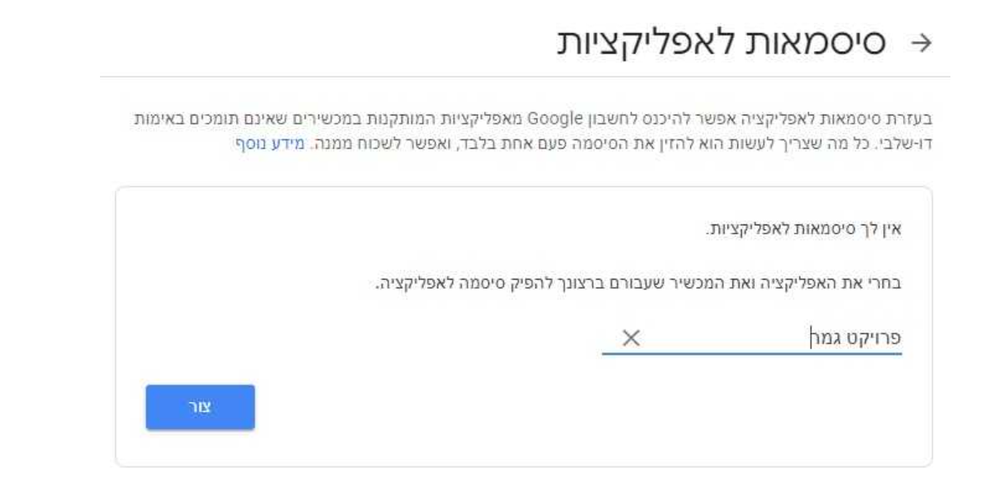 סיסמאות לאפליקציות
בעזרת סיסמאות לאפליקציה אפשר להיכנס לחשבון Google מאפליקציות המותקנות במכשירים שאינם תומכים באימות
דו-שלבי. כל מה שצריך לעשות הוא להזין את הסיסמה פעם אחת בלבד, ואפשר לשכוח ממנה. מידע נוסף
אין לך סיסמאות לאפליקציות.
בחרי את האפליקציה ואת המכשיר שעבורם ברצונך להפיק סיסמה לאפליקציה.
פרויקט גמר
צור